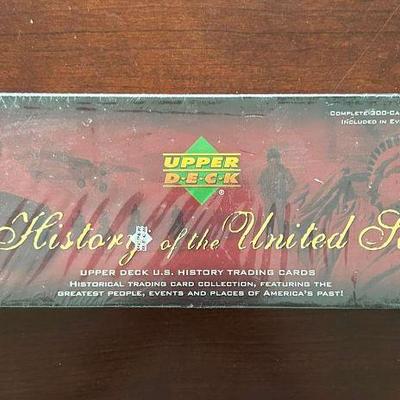 COMPLETE 300-CA
INCLUDED IN EV
UPPER
D·E·C·K
®
History of the United S
UPPER DECK U.S. HISTORY TRADING CARDS
HISTORICAL TRADING CARD COLLECTION, FEATURING THE
GREATEST PEOPLE, EVENTS AND PLACES OF AMERICA'S PAST!